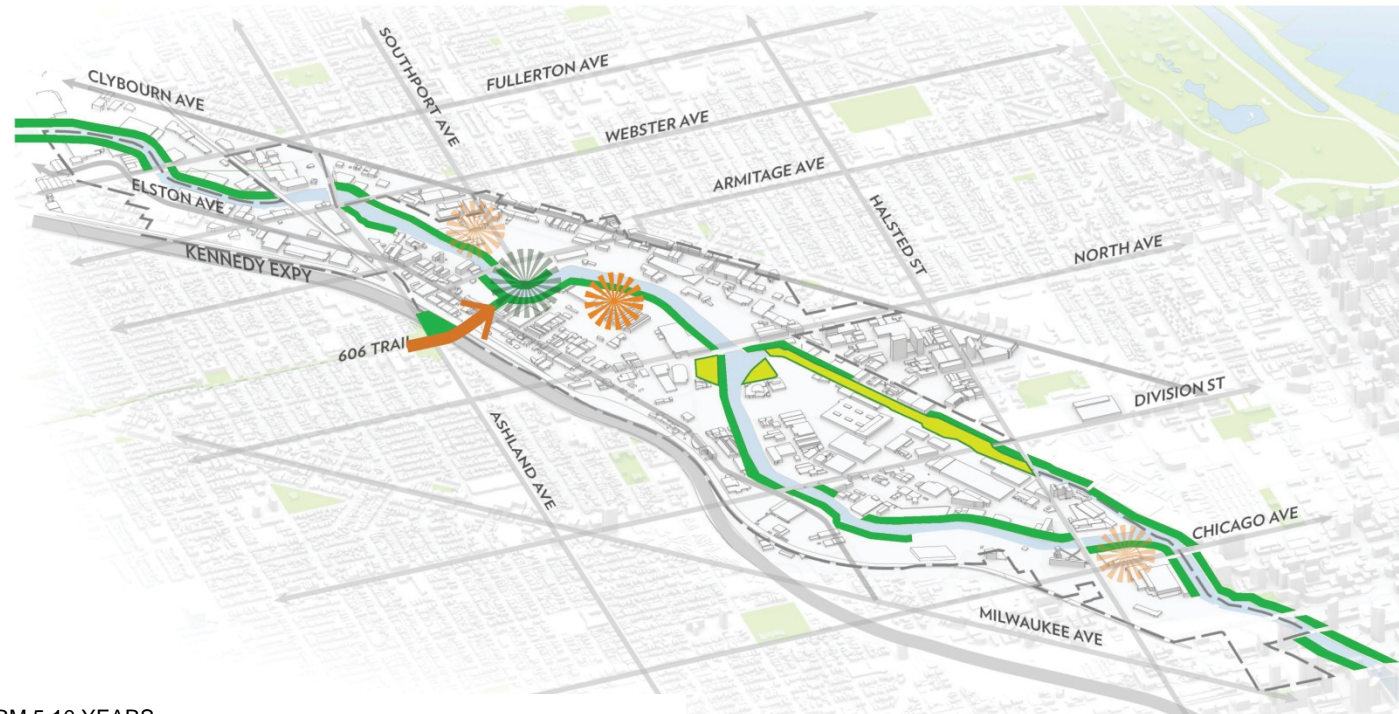 CLYBOURN AVE
SOUTHPORT AVE
FULLERTON AVE
WEBSTER AVE
ARMITAGE AVE
HALSTED ST
NORTH AVE
ELSTON AVE
KENNEDY EXPY
606 TRAIL
ASHLAND AVE
DIVISION ST
CHICAGO AVE
MILWAUKEE AVE
YEARS